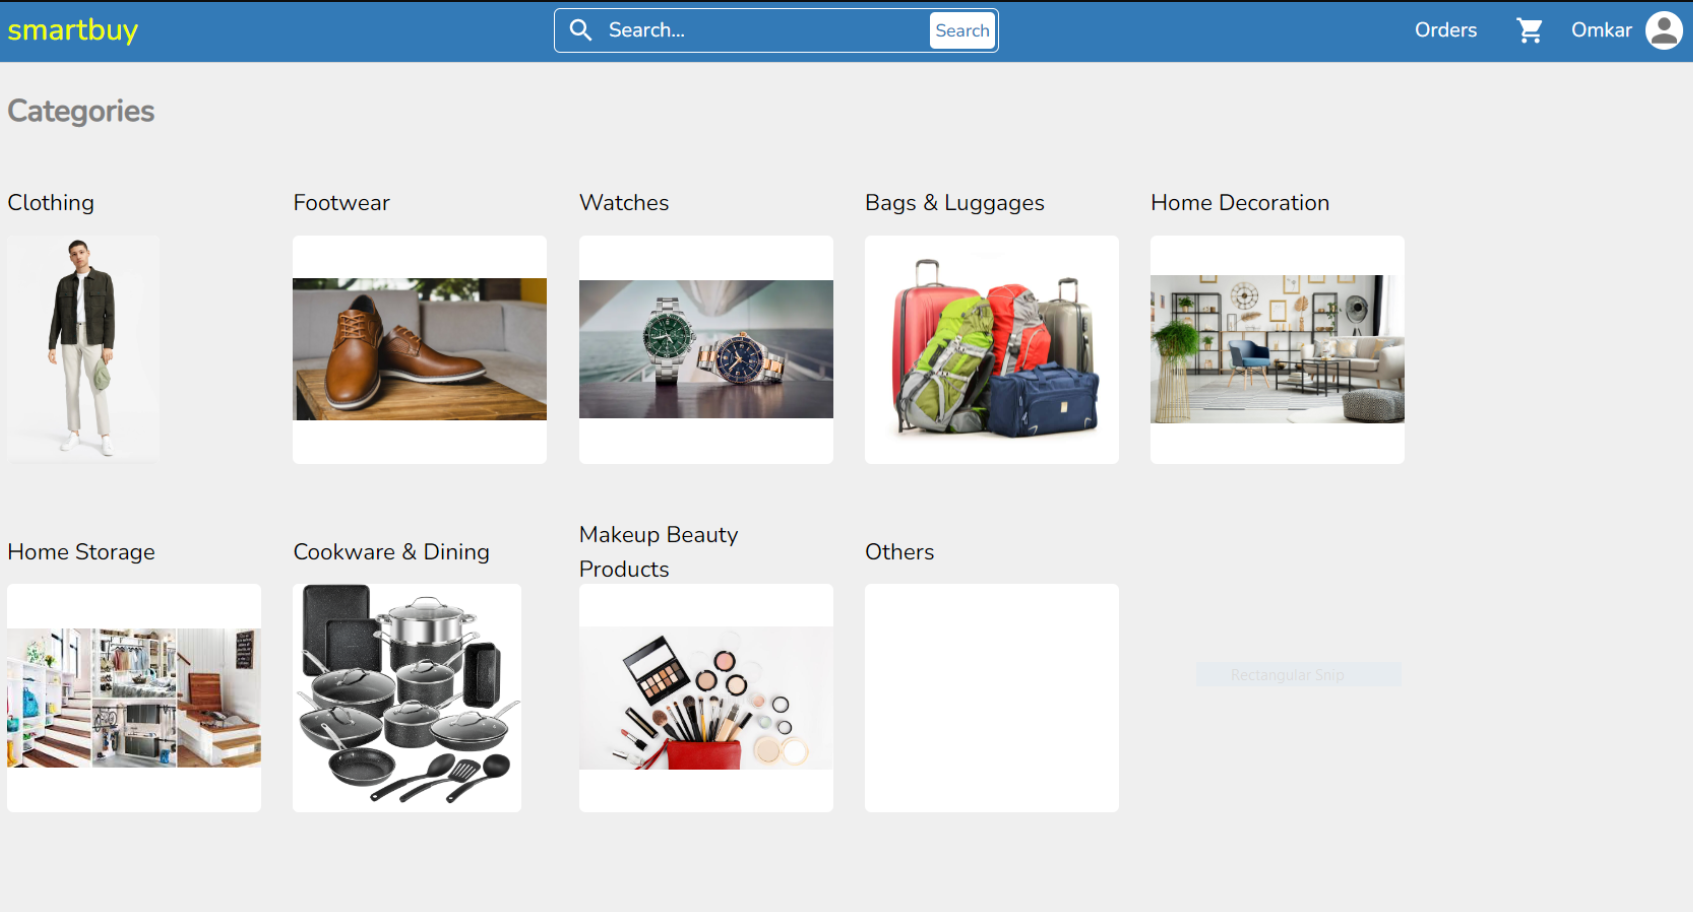 smartbuy
Search...
Search
Orders
Omkar
Categories
Clothing
Footwear
Watches
Bags & Luggages
Home Decoration
Home Storage
Cookware & Dining
Makeup Beauty
Products
Others
Rectangular Snip